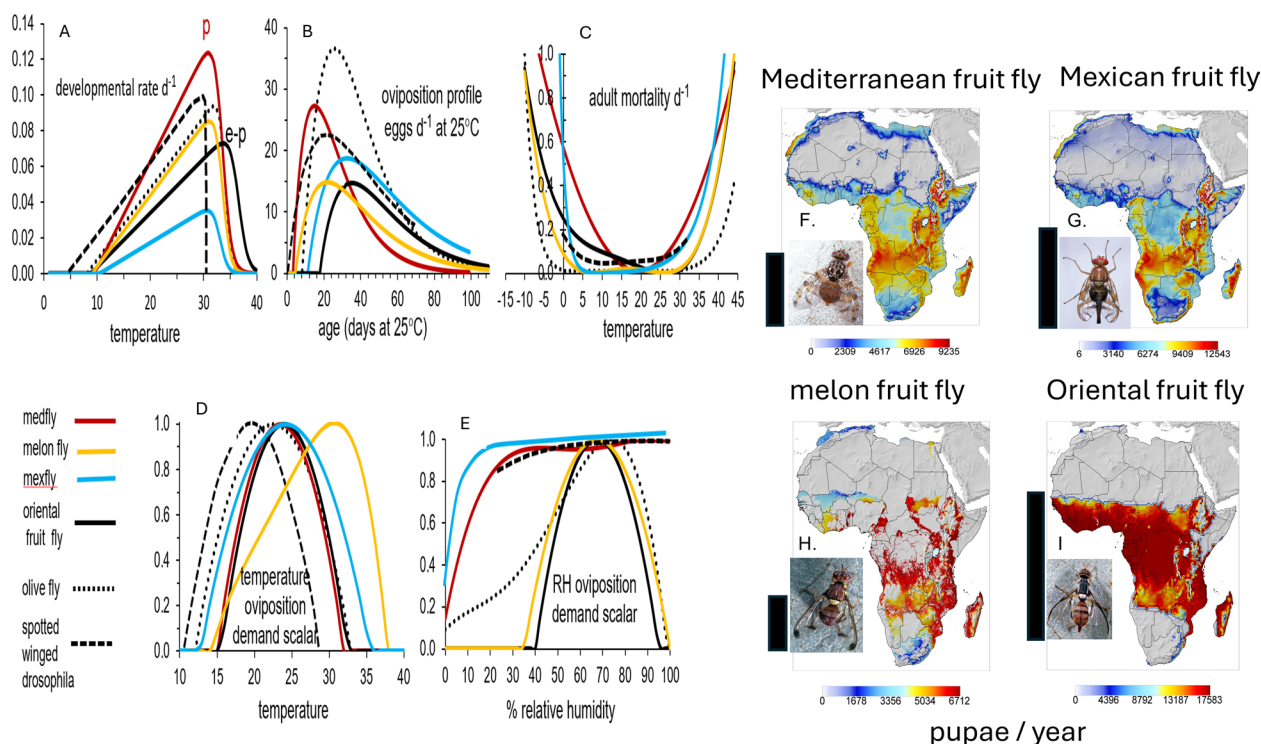 A
p
developmental rate d⁻¹
e-p
0.14
0.12
0.10
0.08
0.06
0.04
0.02
0.00
0 10 20 30 40
temperature
B
oviposition profile
eggs d⁻¹ at 25°C
40
30
20
10
0
0 20 40 60 80 100
age (days at 25°C)
C
adult mortality d⁻¹
1.0
0.8
0.6
0.4
0.2
0.0
-15 -10 -5 0 5 10 15 20 25 30 35 40 45
temperature
medfly
melon fly
mexfly
oriental
fruit fly
olive fly
spotted
winged
drosophila
D
temperature
oviposition
demand scalar
1.0
0.8
0.6
0.4
0.2
0.0
10 15 20 25 30 35 40
temperature
E
RH oviposition
demand scalar
1.0
0.8
0.6
0.4
0.2
0.0
0 10 20 30 40 50 60 70 80 90 100
% relative humidity
Mediterranean fruit fly
F.
0 2309 4617 6926 9235
Mexican fruit fly
G.
6 3140 6274 9409 12543
melon fruit fly
H.
0 1678 3356 5034 6712
Oriental fruit fly
I
0 4396 8792 13187 17583
pupae / year